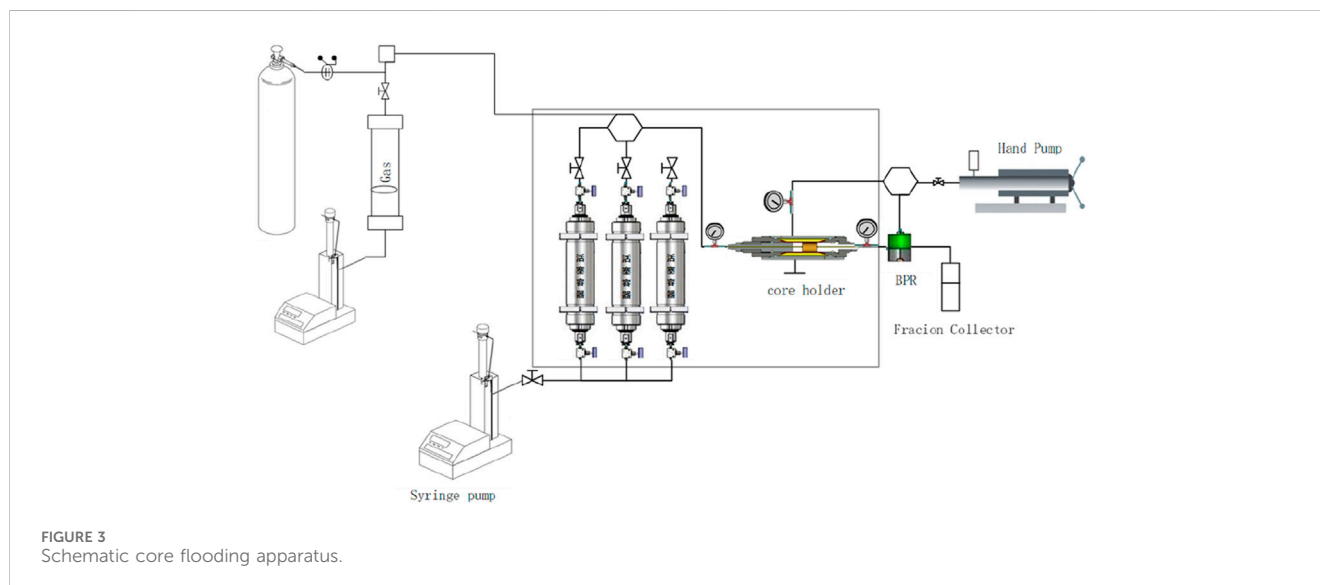 Gas
Hand Pump
活塞容器
活塞容器
活塞容器
core holder
BPR
Fracion Collector
Syringe pump
FIGURE 3
Schematic core flooding apparatus.